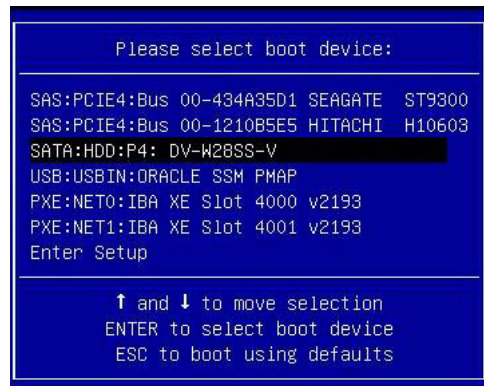 Please select boot device:
SAS:PCIE4:Bus 00-434A35D1 SEAGATE ST9300
SAS:PCIE4:Bus 00-1210B5E5 HITACHI H10603
SATA:HDD:P4: DV-W28SS-V
USB:USBIN:ORACLE SSM PMAP
PXE:NET0:IBA XE Slot 4000 v2193
PXE:NET1:IBA XE Slot 4001 v2193
Enter Setup
↑ and ↓ to move selection
ENTER to select boot device
ESC to boot using defaults